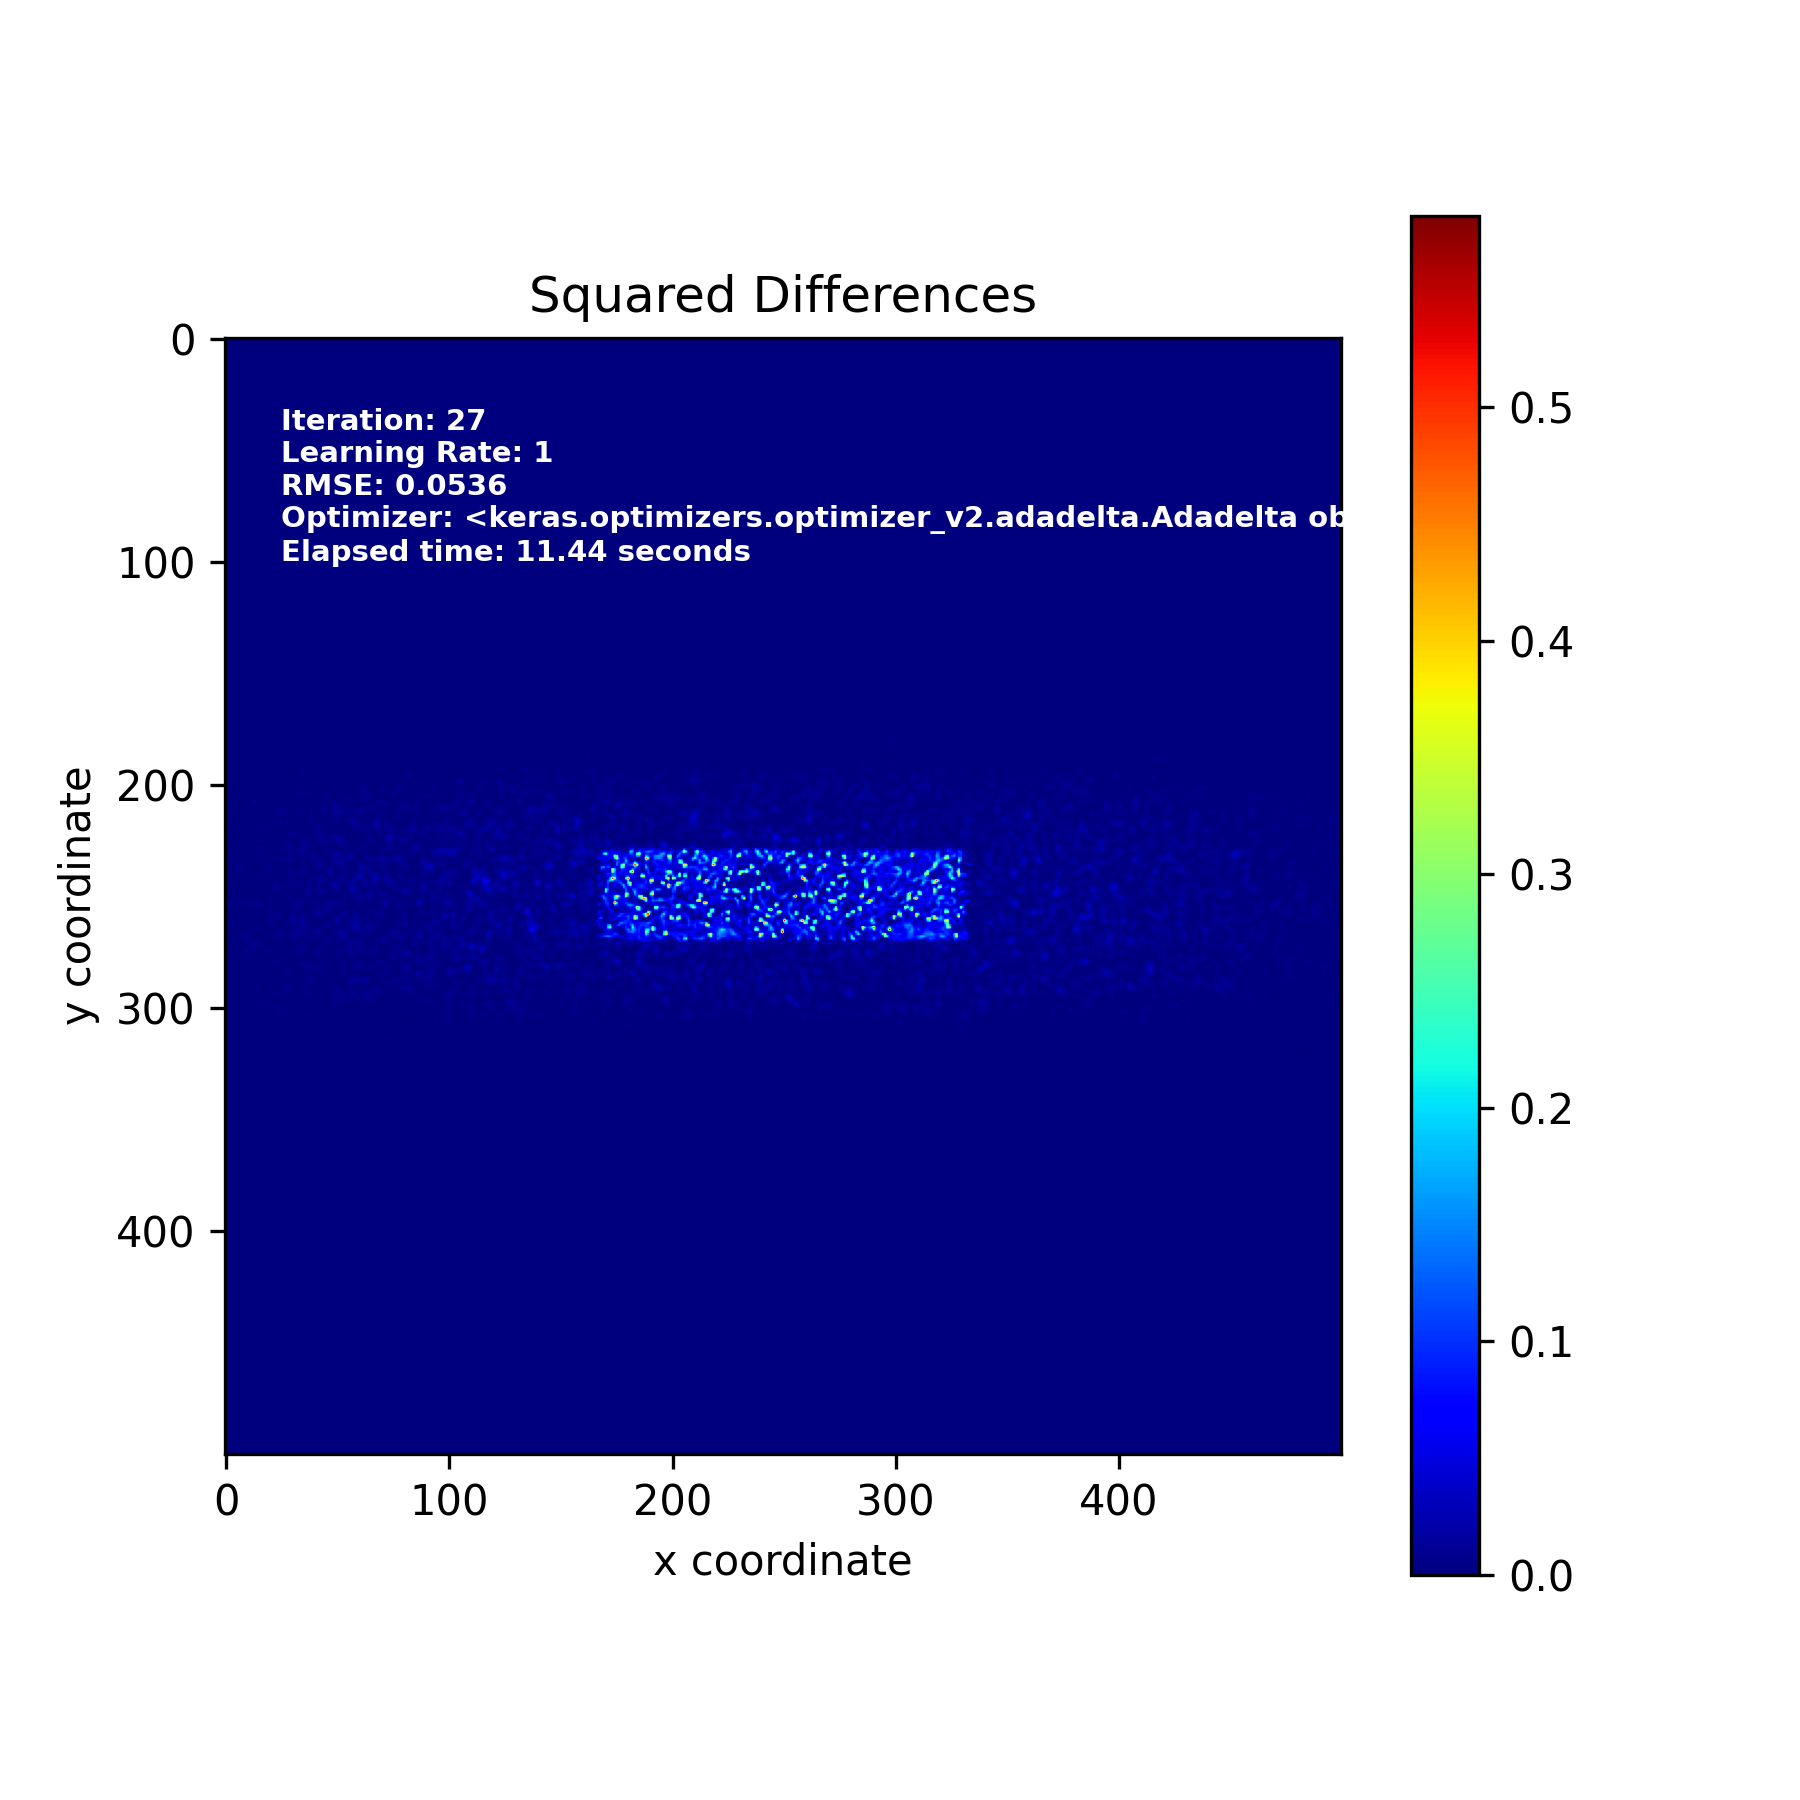 Squared Differences
Iteration: 27
Learning Rate: 1
RMSE: 0.0536
Optimizer: <keras.optimizers.optimizer_v2.adadelta.Adadelta ob
Elapsed time: 11.44 seconds
0
100
200
300
400
y coordinate
0 100 200 300 400
x coordinate
0.5
0.4
0.3
0.2
0.1
0.0